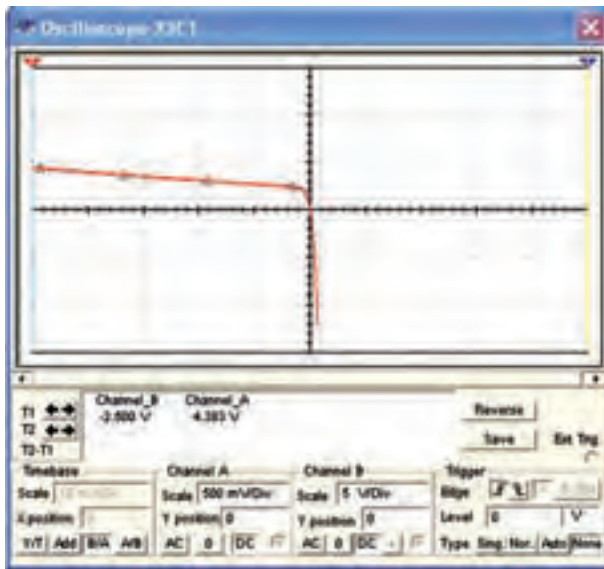 Oscilloscope-XSC1
Channel_B Channel_A
T1 -2.500 V 4.383 V
T2
T2-T1
Reverse
Save
Ext Trig
Timebase
Scale
X position
Y/T Add B/A A/B
Channel A
Scale 500 mV/Div
Y position 0
AC 0 DC
Channel B
Scale 5 V/Div
Y position 0
AC 0 DC -
Trigger
Edge
Level 0 V
Type Sing. Nor. Auto None